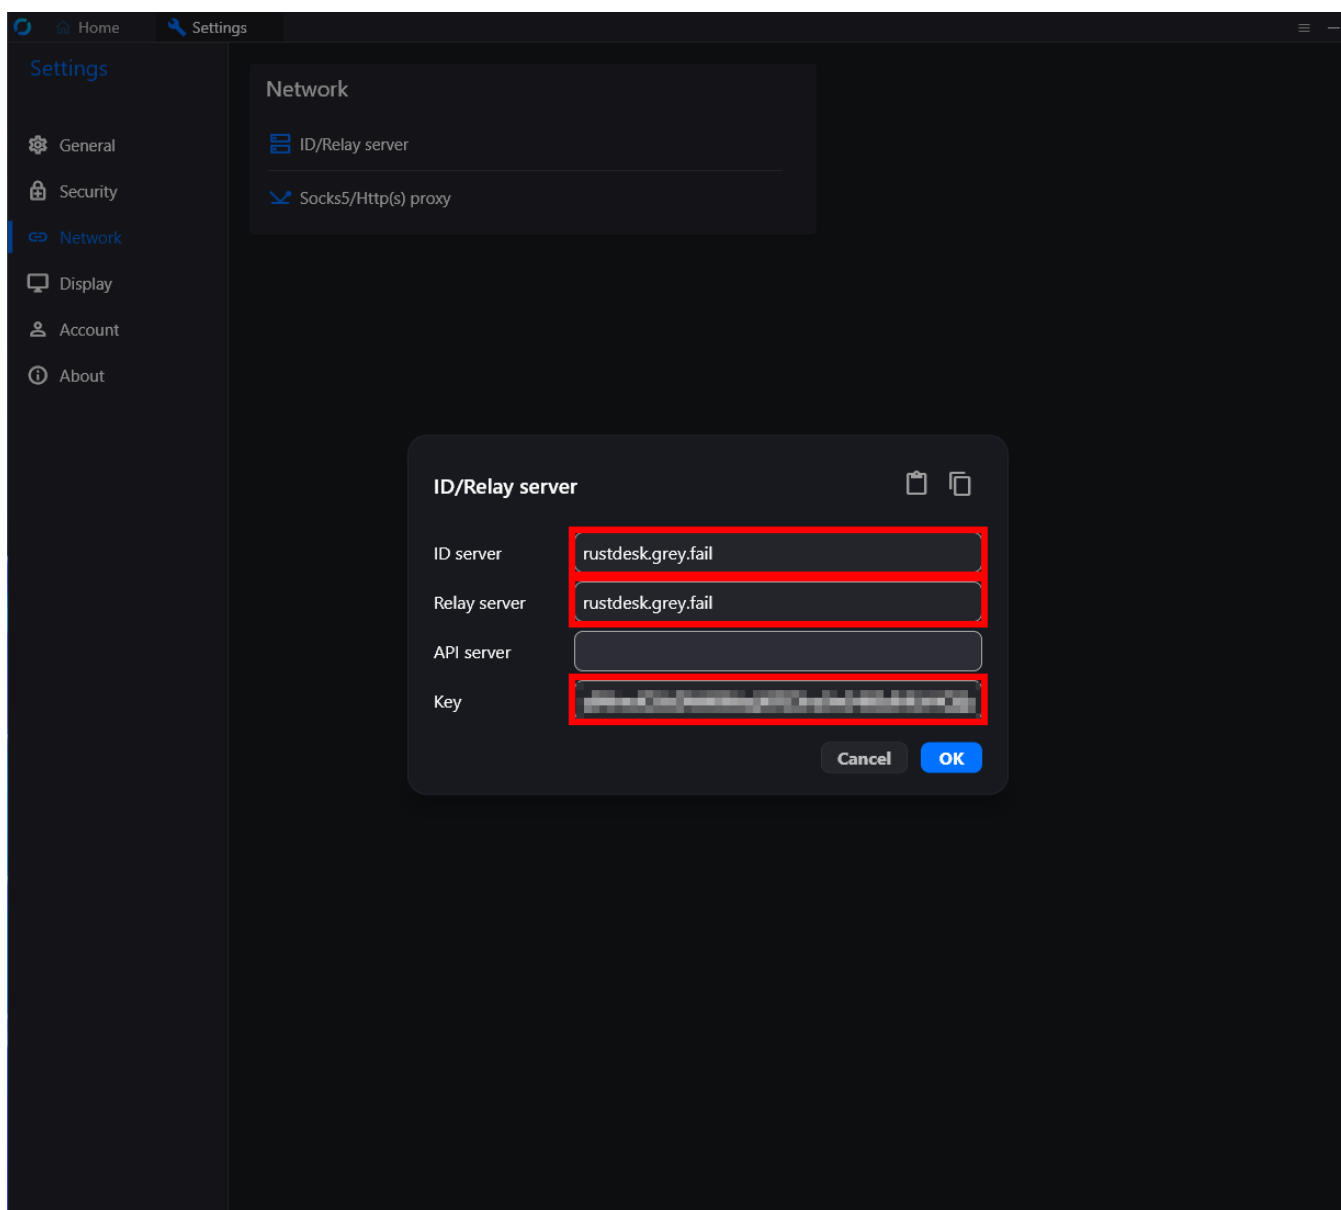 Home
Settings
Settings
General
Security
Network
Display
Account
About
Network
ID/Relay server
Socks5/Http(s) proxy
ID/Relay server
ID server
rustdesk.grey.fail
Relay server
rustdesk.grey.fail
API server
Key
Cancel
OK